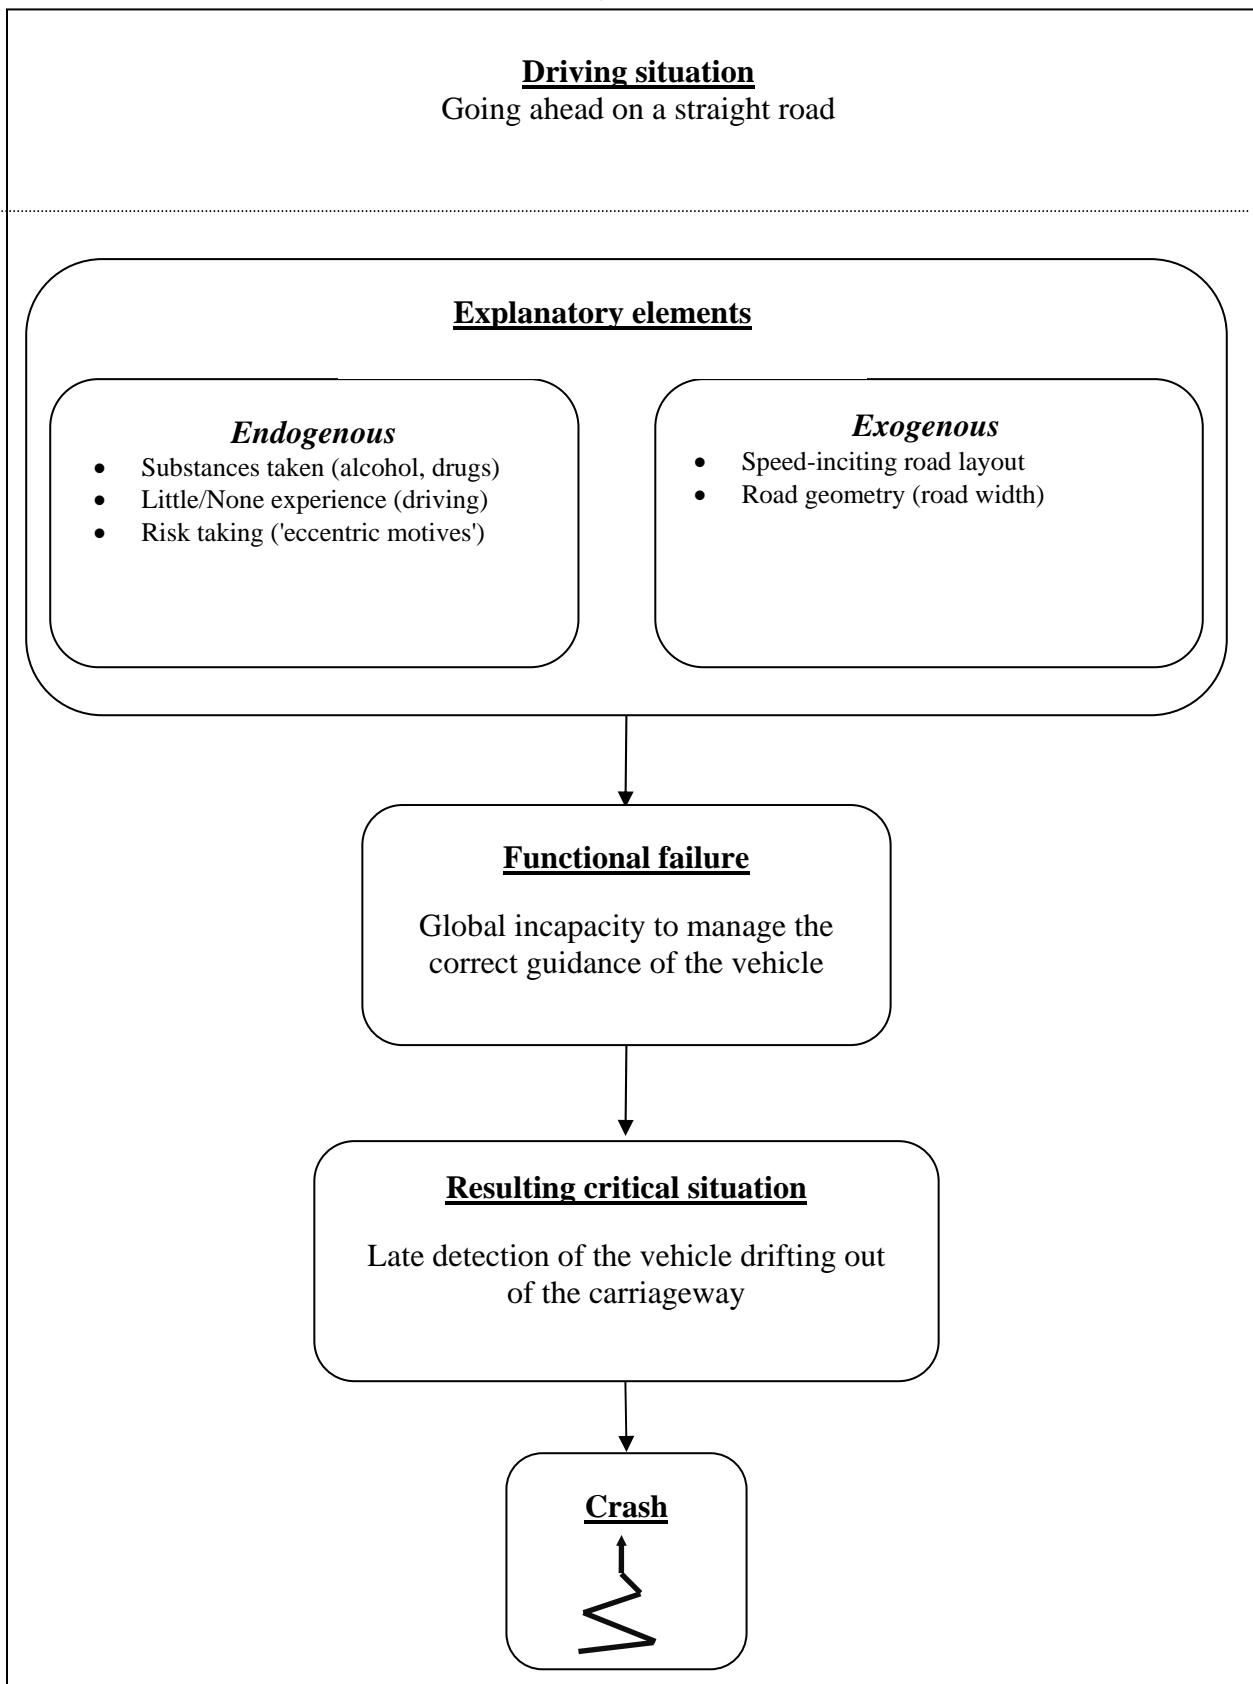 Driving situation
Going ahead on a straight road
Explanatory elements
Endogenous
• Substances taken (alcohol, drugs)
• Little/None experience (driving)
• Risk taking ('eccentric motives')
Exogenous
• Speed-inciting road layout
• Road geometry (road width)
Functional failure
Global incapacity to manage the
correct guidance of the vehicle
Resulting critical situation
Late detection of the vehicle drifting out
of the carriageway
Crash